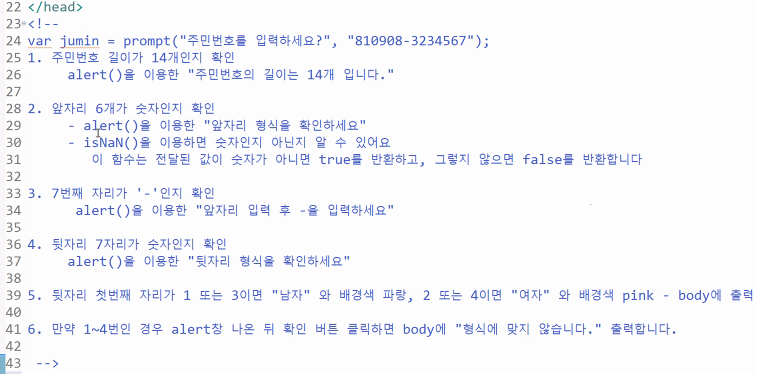 22 </head>
23 <!--
24 var jumin = prompt("주민번호를 입력하세요?", "810908-3234567");
25 1. 주민번호 길이가 14개인지 확인
26 alert()을 이용한 "주민번호의 길이는 14개 입니다."
27
28 2. 앞자리 6개가 숫자인지 확인
29 - alert()을 이용한 "앞자리 형식을 확인하세요"
30 - isNaN()을 이용하면 숫자인지 아닌지 알 수 있어요
31 이 함수는 전달된 값이 숫자가 아니면 true를 반환하고, 그렇지 않으면 false를 반환합니다
32
33 3. 7번째 자리가 '-'인지 확인
34 alert()을 이용한 "앞자리 입력 후 -을 입력하세요"
35
36 4. 뒷자리 7자리가 숫자인지 확인
37 alert()을 이용한 "뒷자리 형식을 확인하세요"
38
39 5. 뒷자리 첫번째 자리가 1 또는 3이면 "남자" 와 배경색 파랑, 2 또는 4이면 "여자" 와 배경색 pink - body에 출력
40
41 6. 만약 1~4번인 경우 alert창 나온 뒤 확인 버튼 클릭하면 body에 "형식에 맞지 않습니다." 출력합니다.
42
43 -->